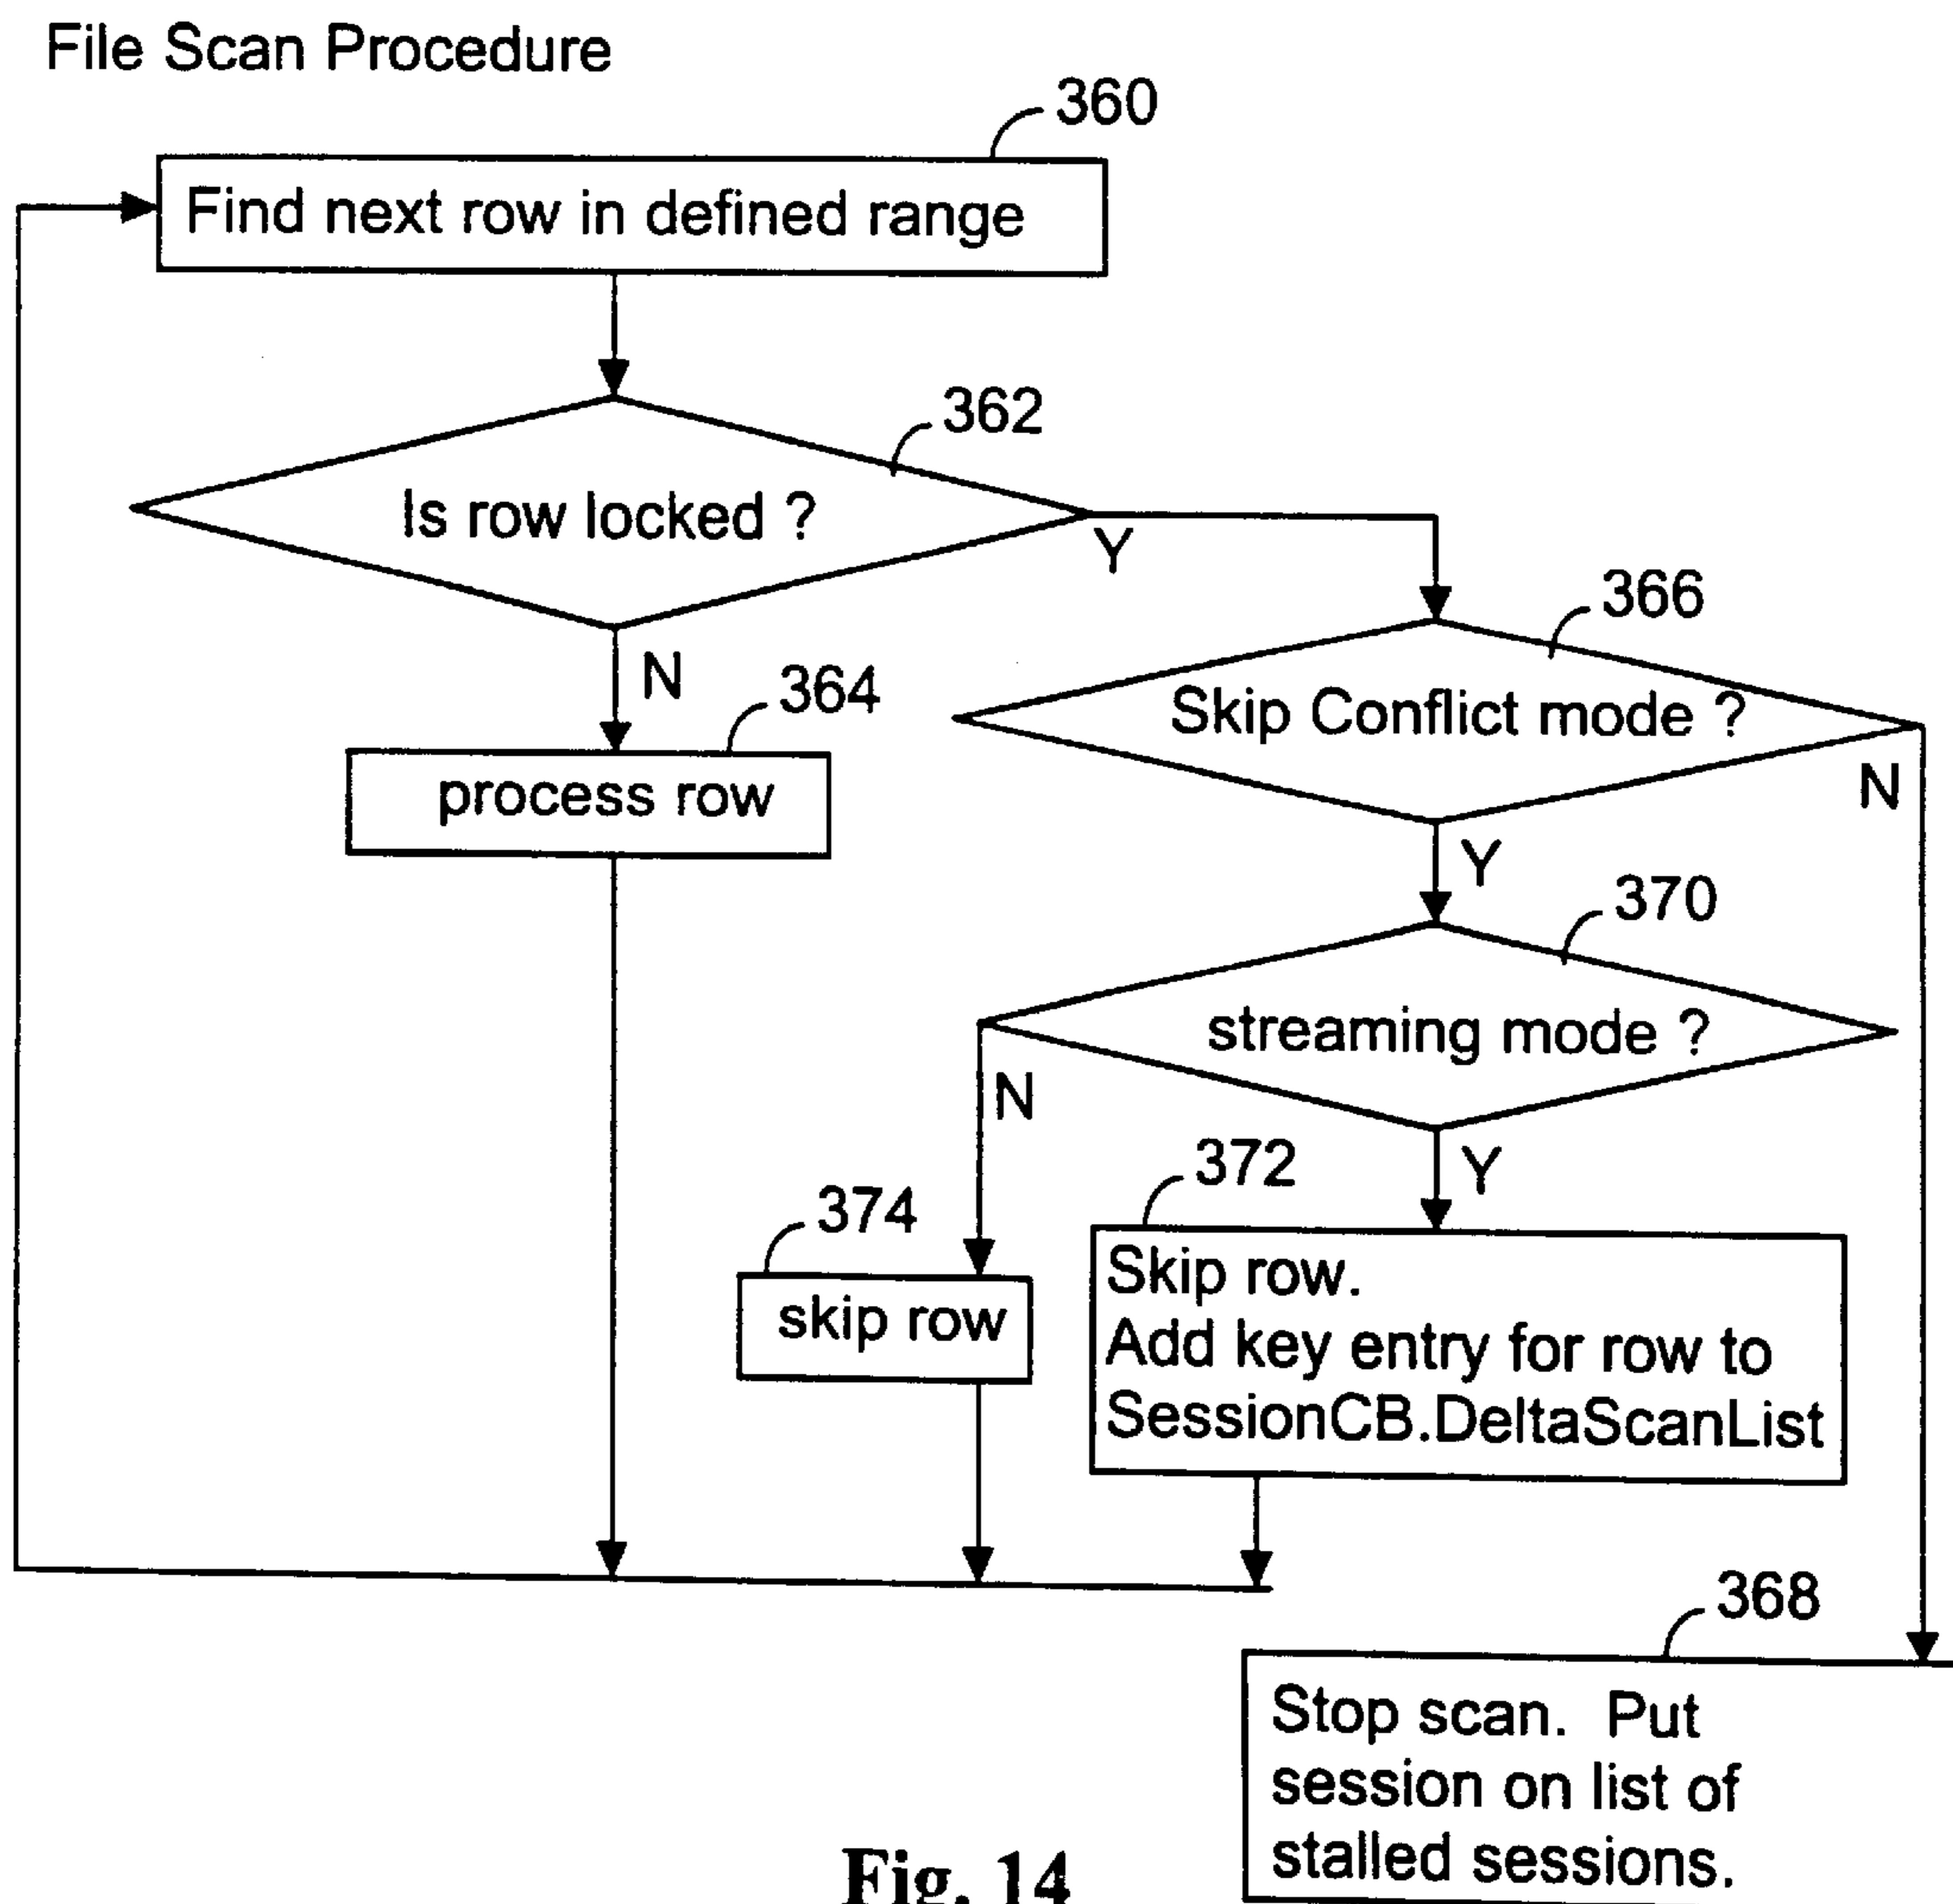 File Scan Procedure
360
Find next row in defined range
362
Is row locked ?
Y
366
N
364
Skip Conflict mode ?
process row
N
Y
370
streaming mode ?
N
372
Y
374
Skip row.
skip row
Add key entry for row to
SessionCB.DeltaScanList
368
Stop scan. Put
session on list of
stalled sessions.
Fig. 14